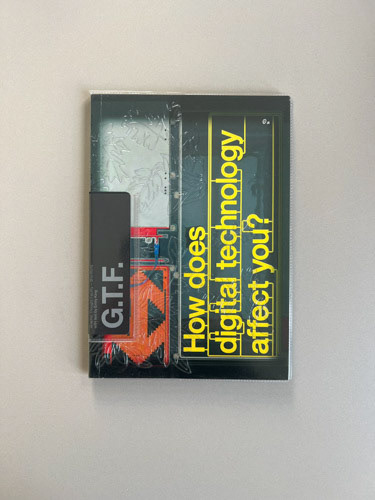 How does
digital technology
affect you?
G.T.F.